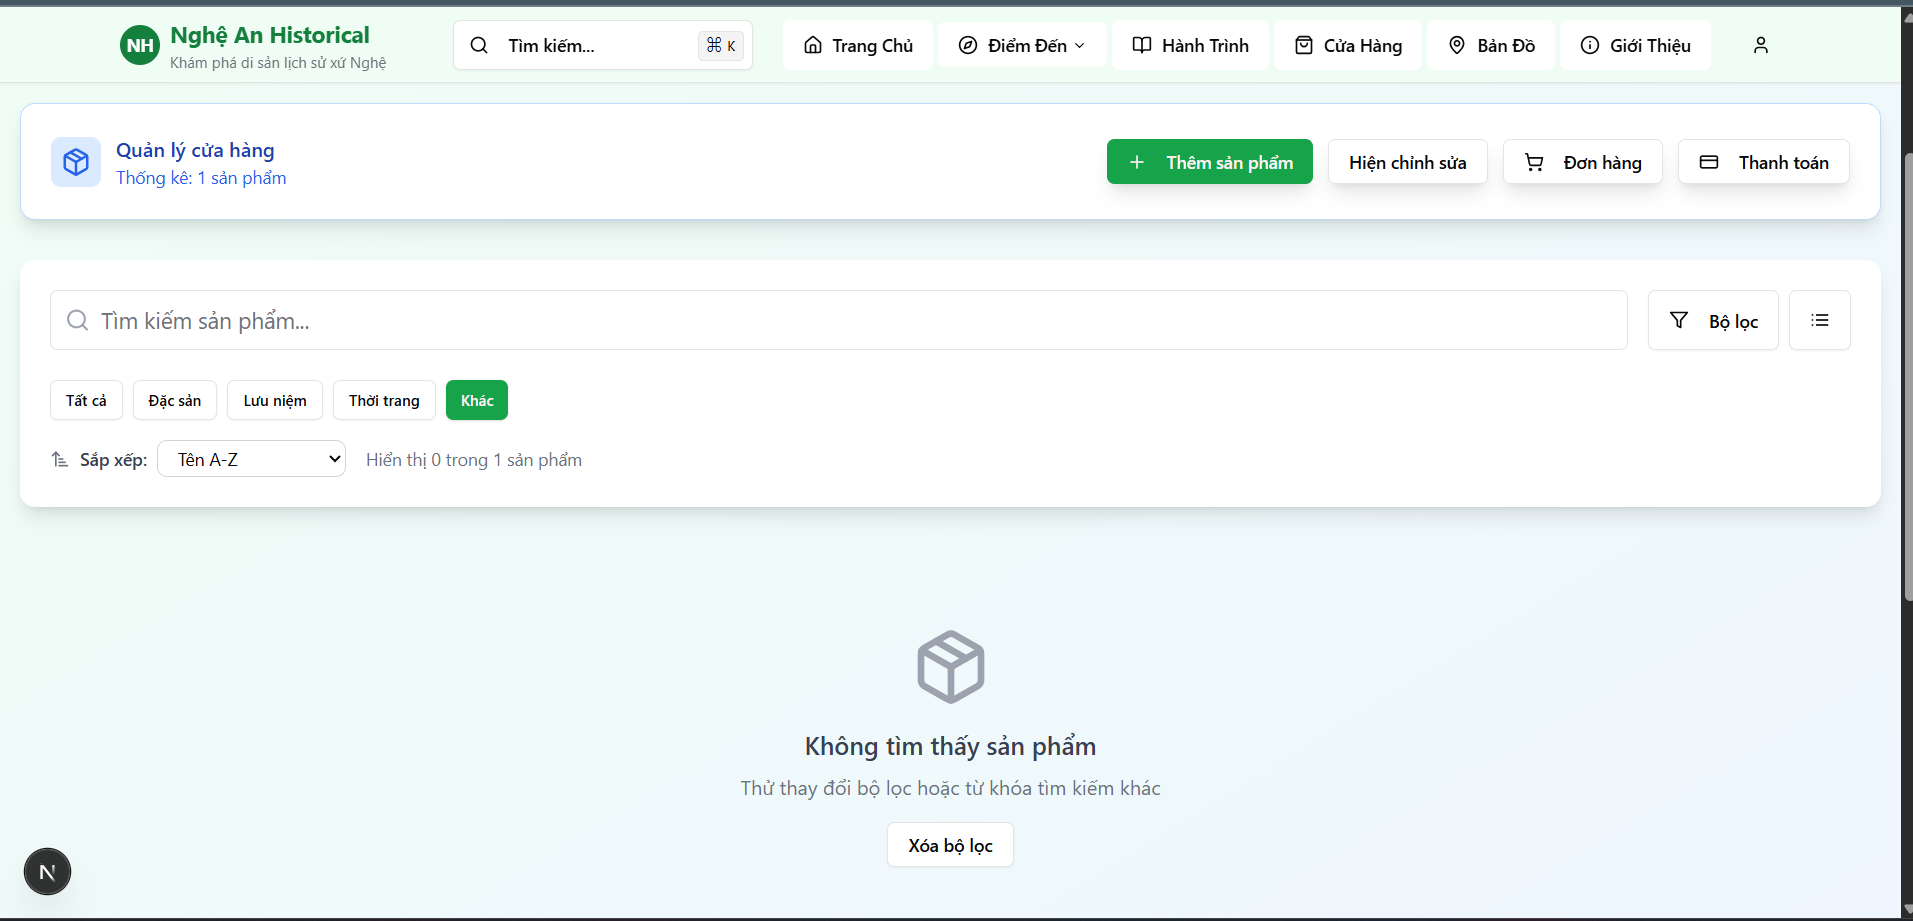 NH
Nghệ An Historical
Khám phá di sản lịch sử xứ Nghệ
Tìm kiếm...
⌘ K
Trang Chủ
Điểm Đến
Hành Trình
Cửa Hàng
Bản Đồ
Giới Thiệu
Quản lý cửa hàng
Thống kê: 1 sản phẩm
Thêm sản phẩm
Hiện chỉnh sửa
Đơn hàng
Thanh toán
Tìm kiếm sản phẩm...
Bộ lọc
Tất cả
Đặc sản
Lưu niệm
Thời trang
Khác
Sắp xếp:
Tên A-Z
Hiển thị 0 trong 1 sản phẩm
Không tìm thấy sản phẩm
Thử thay đổi bộ lọc hoặc từ khóa tìm kiếm khác
Xóa bộ lọc
N